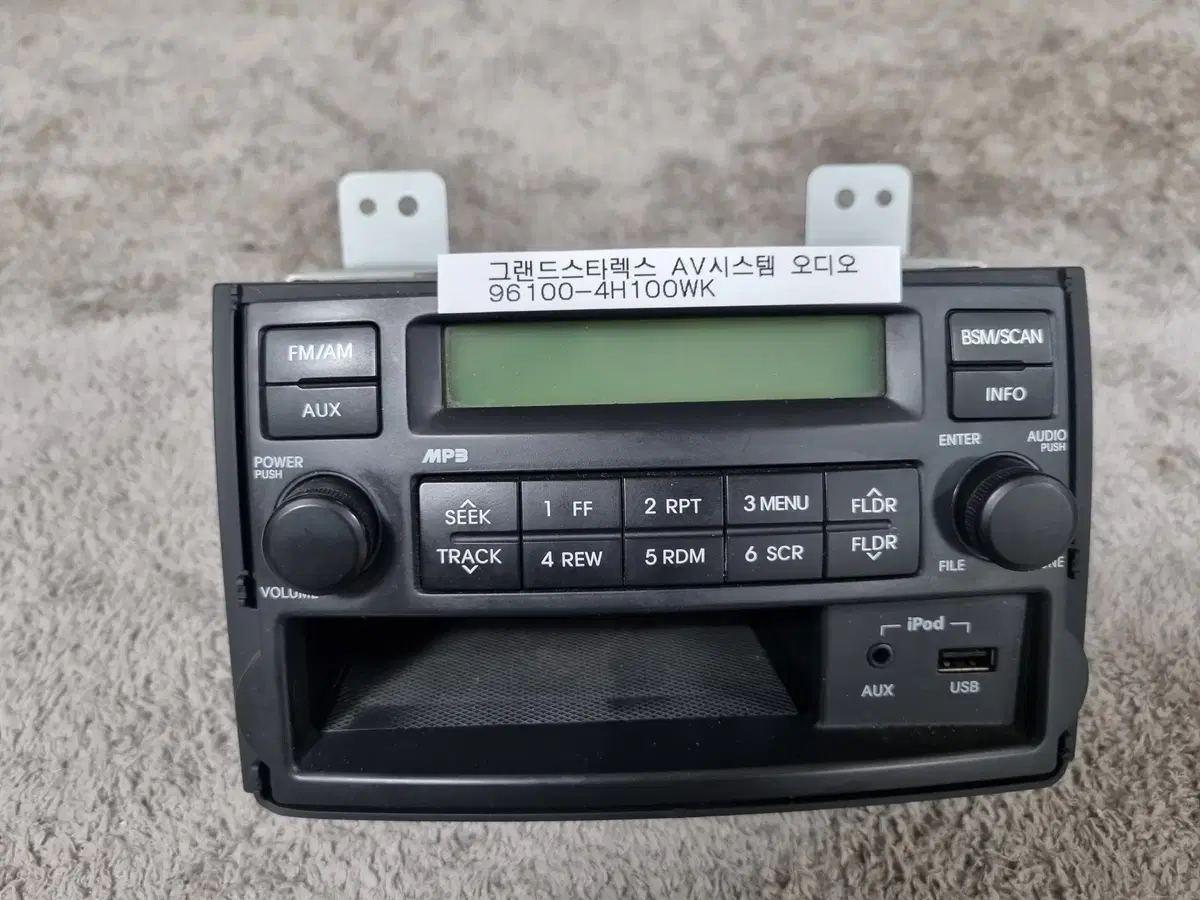 그랜드스타렉스 AV시스템 오디오
96100-4H100WK
FM/AM
AUX
BSM/SCAN
INFO
POWER
PUSH
VOLUME
MP3
SEEK
TRACK
1 FF
2 RPT
3 MENU
FLDR
4 REW
5 RDM
6 SCR
FLDR
ENTER
AUDIO
PUSH
FILE
iPod
AUX
USB